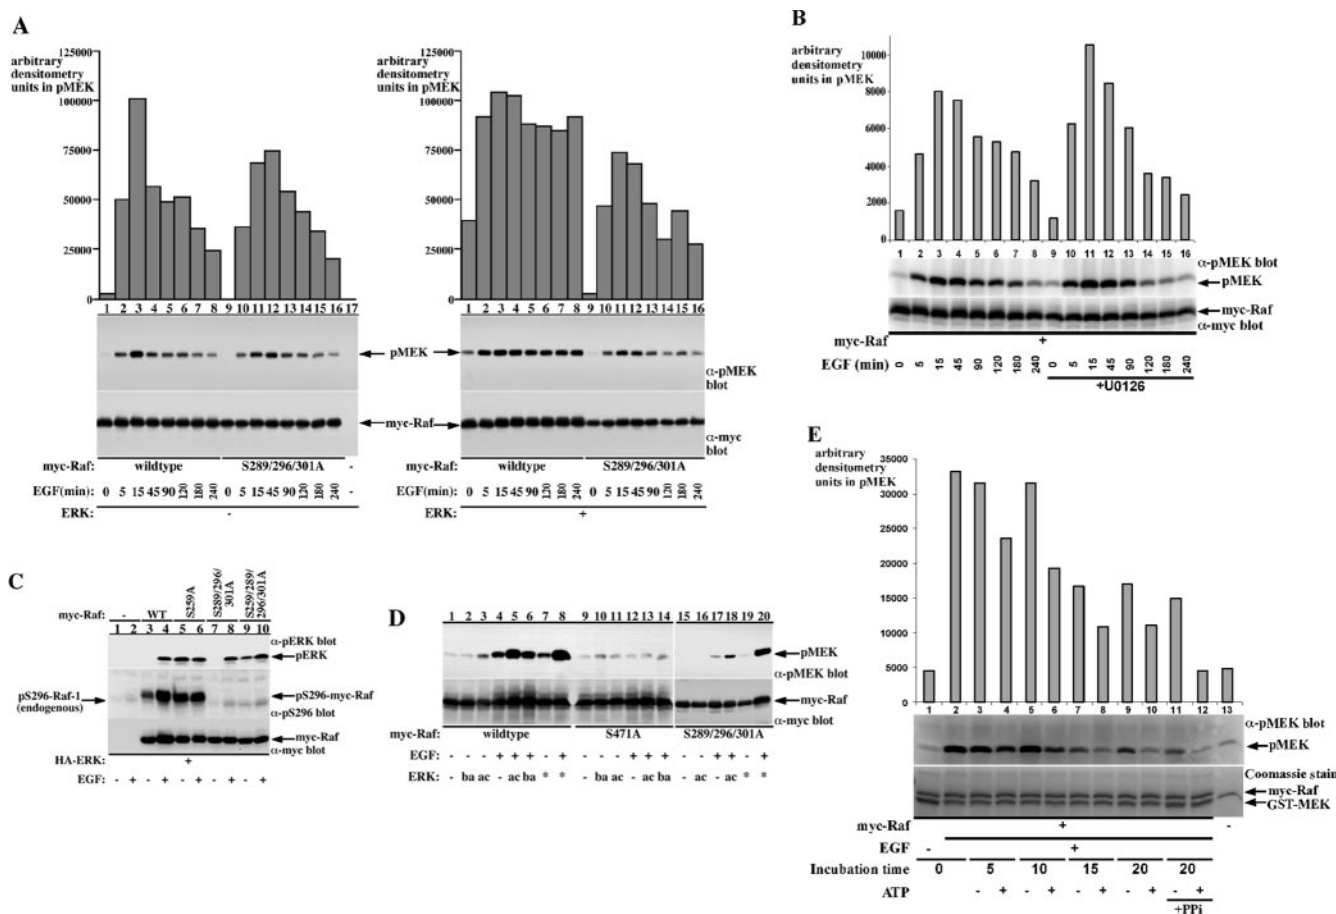 A
arbitrary
densitometry
units in pMEK
125000
100000
75000
50000
25000
0
1 2 3 4 5 6 7 8 9 10 11 12 13 14 15 16 17
pMEK
myc-Raf
myc-Raf: wildtype S289/296/301A -
EGF(min): 0 5 15 45 90 120 180 240 0 5 15 45 90 120 180 240 -
ERK: -
arbitrary
densitometry
units in pMEK
125000
100000
75000
50000
25000
0
1 2 3 4 5 6 7 8 9 10 11 12 13 14 15 16
α-pMEK
blot
α-myc
blot
myc-Raf: wildtype S289/296/301A
EGF(min): 0 5 15 45 90 120 180 240 0 5 15 45 90 120 180 240
ERK: +
B
arbitrary
densitometry
units in pMEK
10000
8000
6000
4000
2000
0
1 2 3 4 5 6 7 8 9 10 11 12 13 14 15 16
α-pMEK blot
pMEK
myc-Raf
α-myc blot
myc-Raf +
EGF (min) 0 5 15 45 90 120 180 240 0 5 15 45 90 120 180 240
+U0126
C
myc-Raf: - WT S259A S289/296/301A S259/289/296/301A
1 2 3 4 5 6 7 8 9 10
α-pERK blot
pERK
pS296-Raf-1
(endogenous)
pS296-myc-Raf
α-pS296 blot
myc-Raf
α-myc blot
HA-ERK: +
EGF: - + - + - + - + - +
D
1 2 3 4 5 6 7 8 9 10 11 12 13 14 15 16 17 18 19 20
pMEK
α-pMEK blot
myc-Raf
α-myc blot
myc-Raf: wildtype S471A S289/296/301A
EGF: - - - + + + - + - - - + + + - - + + - +
ERK: - ba ac - ac ba * * - ba ac - ac ba - ac - ac * *
E
arbitrary
densitometry
units in pMEK
35000
30000
25000
20000
15000
10000
5000
0
1 2 3 4 5 6 7 8 9 10 11 12 13
α-pMEK blot
pMEK
Coomassie stain
myc-Raf
GST-MEK
myc-Raf + -
EGF - +
Incubation time 0 5 10 15 20 20
ATP - + - + - + - + - +
+PPi